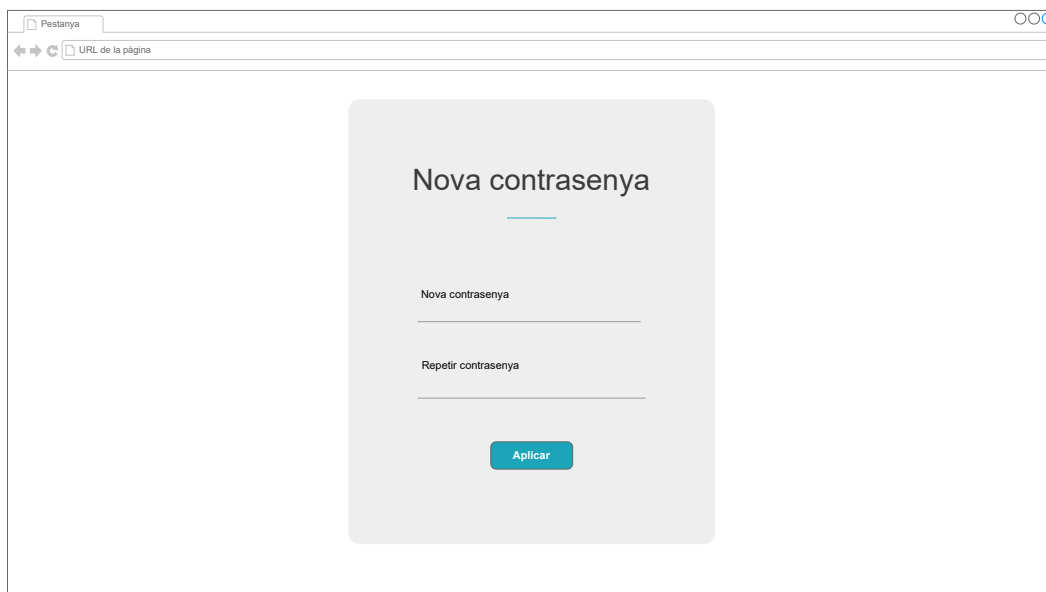 Pestanya
URL de la pàgina
Nova contrasenya
Nova contrasenya
Repetir contrasenya
Aplicar